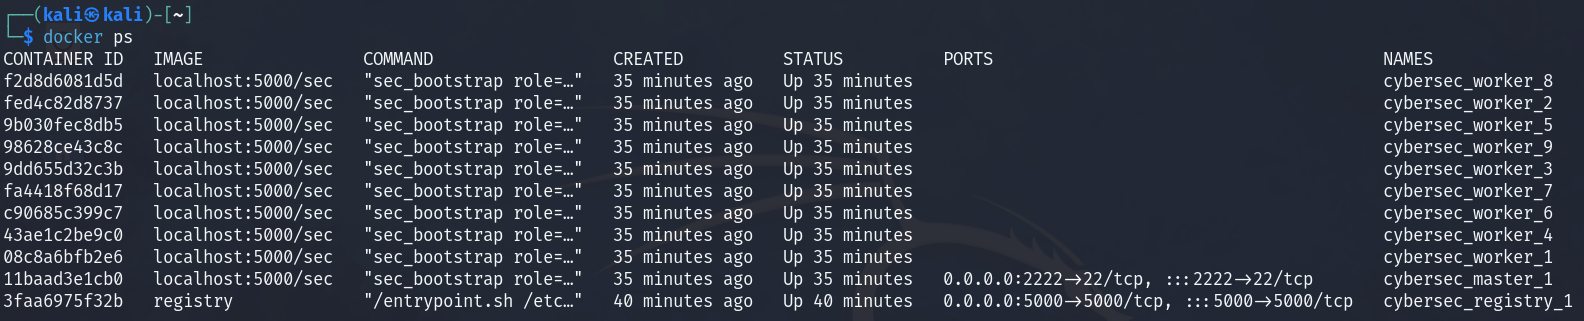 ┌──(kali㉿kali)-[~]
└─$ docker ps
CONTAINER ID   IMAGE                COMMAND                  CREATED          STATUS          PORTS                                       NAMES
f2d8d6081d5d   localhost:5000/sec   "sec_bootstrap role=…"   35 minutes ago   Up 35 minutes                                               cybersec_worker_8
fed4c82d8737   localhost:5000/sec   "sec_bootstrap role=…"   35 minutes ago   Up 35 minutes                                               cybersec_worker_2
9b030fec8db5   localhost:5000/sec   "sec_bootstrap role=…"   35 minutes ago   Up 35 minutes                                               cybersec_worker_5
98628ce43c8c   localhost:5000/sec   "sec_bootstrap role=…"   35 minutes ago   Up 35 minutes                                               cybersec_worker_9
9dd655d32c3b   localhost:5000/sec   "sec_bootstrap role=…"   35 minutes ago   Up 35 minutes                                               cybersec_worker_3
fa4418f68d17   localhost:5000/sec   "sec_bootstrap role=…"   35 minutes ago   Up 35 minutes                                               cybersec_worker_7
c90685c399c7   localhost:5000/sec   "sec_bootstrap role=…"   35 minutes ago   Up 35 minutes                                               cybersec_worker_6
43ae1c2be9c0   localhost:5000/sec   "sec_bootstrap role=…"   35 minutes ago   Up 35 minutes                                               cybersec_worker_4
08c8a6bfb2e6   localhost:5000/sec   "sec_bootstrap role=…"   35 minutes ago   Up 35 minutes                                               cybersec_worker_1
11baad3e1cb0   localhost:5000/sec   "sec_bootstrap role=…"   35 minutes ago   Up 35 minutes   0.0.0.0:2222->22/tcp, :::2222->22/tcp       cybersec_master_1
3faa6975f32b   registry             "/entrypoint.sh /etc…"   40 minutes ago   Up 40 minutes   0.0.0.0:5000->5000/tcp, :::5000->5000/tcp   cybersec_registry_1